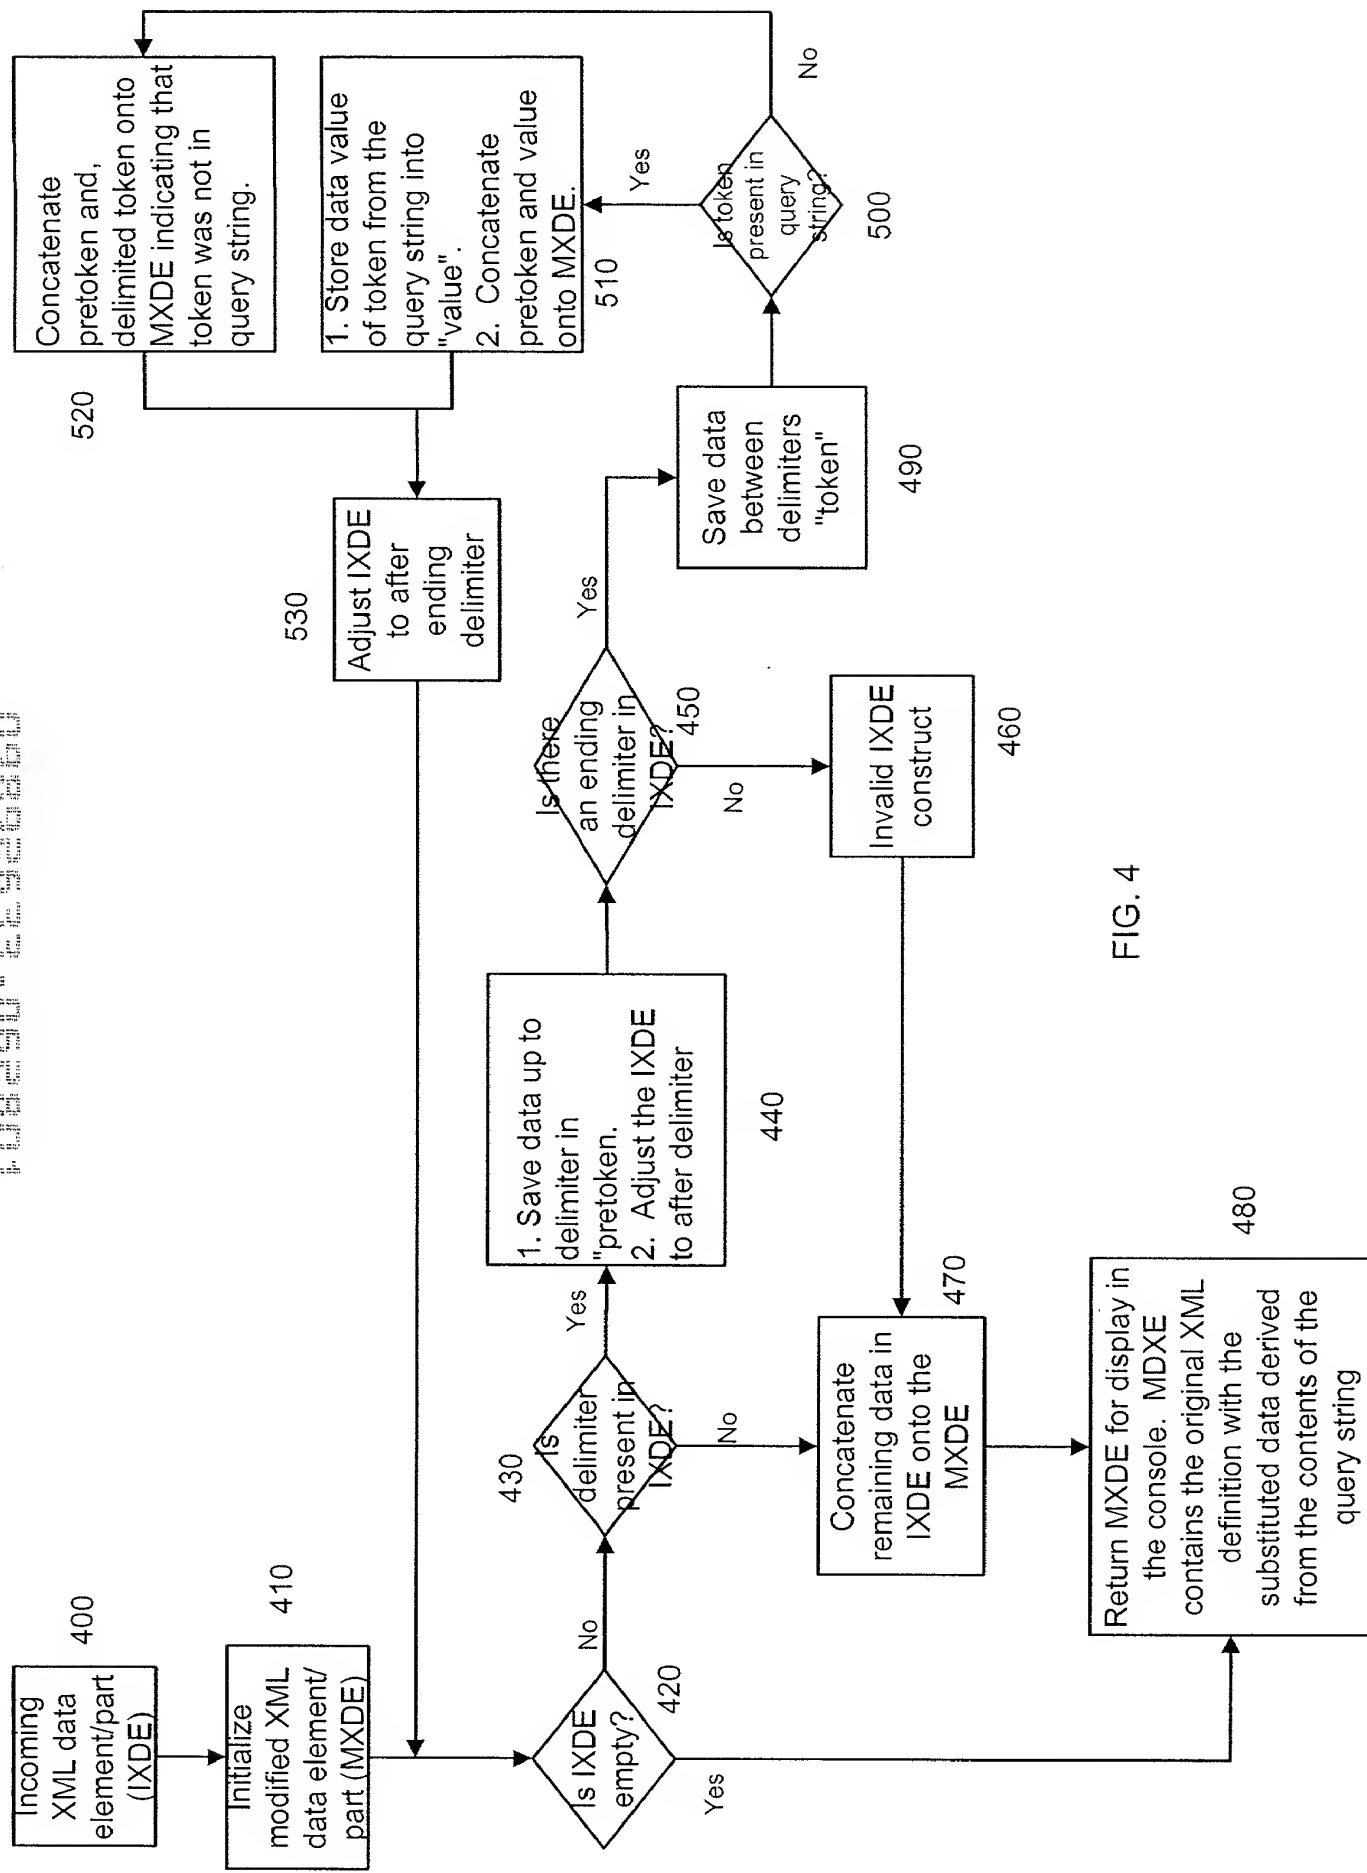 Incoming
XML data
element/part
(IXDE)
400
Initialize
modified XML
data element/
part (MXDE)
410
Is IXDE
empty?
420
No
Yes
430
Is
delimiter
present in
IXDE?
Yes
No
1. Save data up to
delimiter in
"pretoken.
2. Adjust the IXDE
to after delimiter
440
Is there
an ending
delimiter in
IXDE?
450
Yes
No
Invalid IXDE
construct
460
Concatenate
remaining data in
IXDE onto the
MXDE
470
Return MXDE for display in
the console. MDXE
contains the original XML
definition with the
substituted data derived
from the contents of the
query string
480
Save data
between
delimiters
"token"
490
Is token
present in
query
string?
500
Yes
No
1. Store data value
of token from the
query string into
"value".
2. Concatenate
pretoken and value
onto MXDE.
510
Concatenate
pretoken and,
delimited token onto
MXDE indicating that
token was not in
query string.
520
Adjust IXDE
to after
ending
delimiter
530
FIG. 4